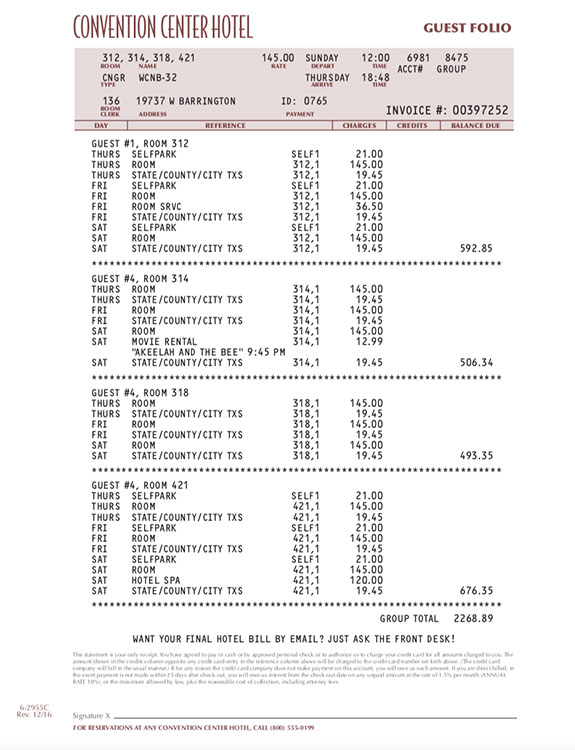 CONVENTION CENTER HOTEL GUEST FOLIO
312, 314, 318, 421 145.00 SUNDAY 12:00 6981 8475
ROOM NAME RATE DEPART TIME ACCT# GROUP
CNGR WCNB-32 THURSDAY 18:48
TYPE ARRIVE TIME
136 19737 W BARRINGTON ID: 0765
ROOM CLERK ADDRESS PAYMENT INVOICE #: 00397252
DAY REFERENCE CHARGES CREDITS BALANCE DUE
GUEST #1, ROOM 312
THURS SELFPARK SELF1 21.00
THURS ROOM 312,1 145.00
THURS STATE/COUNTY/CITY TXS 312,1 19.45
FRI SELFPARK SELF1 21.00
FRI ROOM 312,1 145.00
FRI ROOM SRVC 312,1 36.50
FRI STATE/COUNTY/CITY TXS 312,1 19.45
SAT SELFPARK SELF1 21.00
SAT ROOM 312,1 145.00
SAT STATE/COUNTY/CITY TXS 312,1 19.45 592.85
GUEST #4, ROOM 314
THURS ROOM 314,1 145.00
THURS STATE/COUNTY/CITY TXS 314,1 19.45
FRI ROOM 314,1 145.00
FRI STATE/COUNTY/CITY TXS 314,1 19.45
SAT ROOM 314,1 145.00
SAT MOVIE RENTAL 314,1 12.99
"AKEELAH AND THE BEE" 9:45 PM
SAT STATE/COUNTY/CITY TXS 314,1 19.45 506.34
GUEST #4, ROOM 318
THURS ROOM 318,1 145.00
THURS STATE/COUNTY/CITY TXS 318,1 19.45
FRI ROOM 318,1 145.00
FRI STATE/COUNTY/CITY TXS 318,1 19.45
SAT ROOM 318,1 145.00
SAT STATE/COUNTY/CITY TXS 318,1 19.45 493.35
GUEST #4, ROOM 421
THURS SELFPARK SELF1 21.00
THURS ROOM 421,1 145.00
THURS STATE/COUNTY/CITY TXS 421,1 19.45
FRI SELFPARK SELF1 21.00
FRI ROOM 421,1 145.00
FRI STATE/COUNTY/CITY TXS 421,1 19.45
SAT SELFPARK SELF1 21.00
SAT ROOM 421,1 145.00
SAT HOTEL SPA 421,1 120.00
SAT STATE/COUNTY/CITY TXS 421,1 19.45 676.35
GROUP TOTAL 2268.89
WANT YOUR FINAL HOTEL BILL BY EMAIL? JUST ASK THE FRONT DESK!
This statement is your only receipt. You have agreed to pay in cash or by approved personal check or to authorize us to charge your credit card for all amounts charged to you. The
amount shown in the credits column opposite any credit card entry in the reference column above will be charged to the credit card number set forth above. (The credit card
company will bill in the usual manner.) If for any reason the credit card company does not make payment on this account, you will owe us such amount. If you are direct billed, in
the event payment is not made within 25 days after check-out, you will owe us interest from the check-out date on any unpaid amount at the rate of 1.5% per month (ANNUAL
RATE 18%), or the maximum allowed by law, plus the reasonable cost of collection, including attorney fees.
6-2955C
Rev. 12/16 Signature X
FOR RESERVATIONS AT ANY CONVENTION CENTER HOTEL, CALL (800) 555-0199